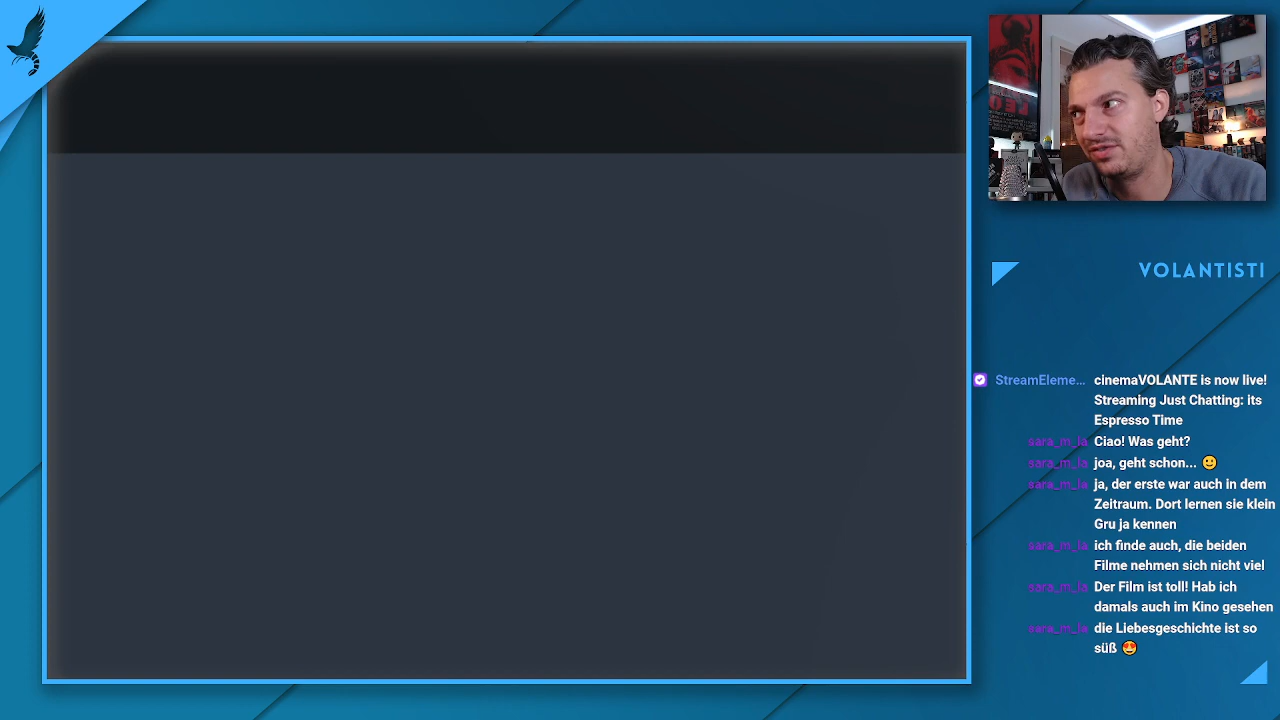 VOLANTISTI
StreamEleme... cinemaVOLANTE is now live!
Streaming Just Chatting: its
Espresso Time
sara_m_la Ciao! Was geht?
sara_m_la joa, geht schon... 🙂
sara_m_la ja, der erste war auch in dem
Zeitraum. Dort lernen sie klein
Gru ja kennen
sara_m_la ich finde auch, die beiden
Filme nehmen sich nicht viel
sara_m_la Der Film ist toll! Hab ich
damals auch im Kino gesehen
sara_m_la die Liebesgeschichte ist so
süß 😍